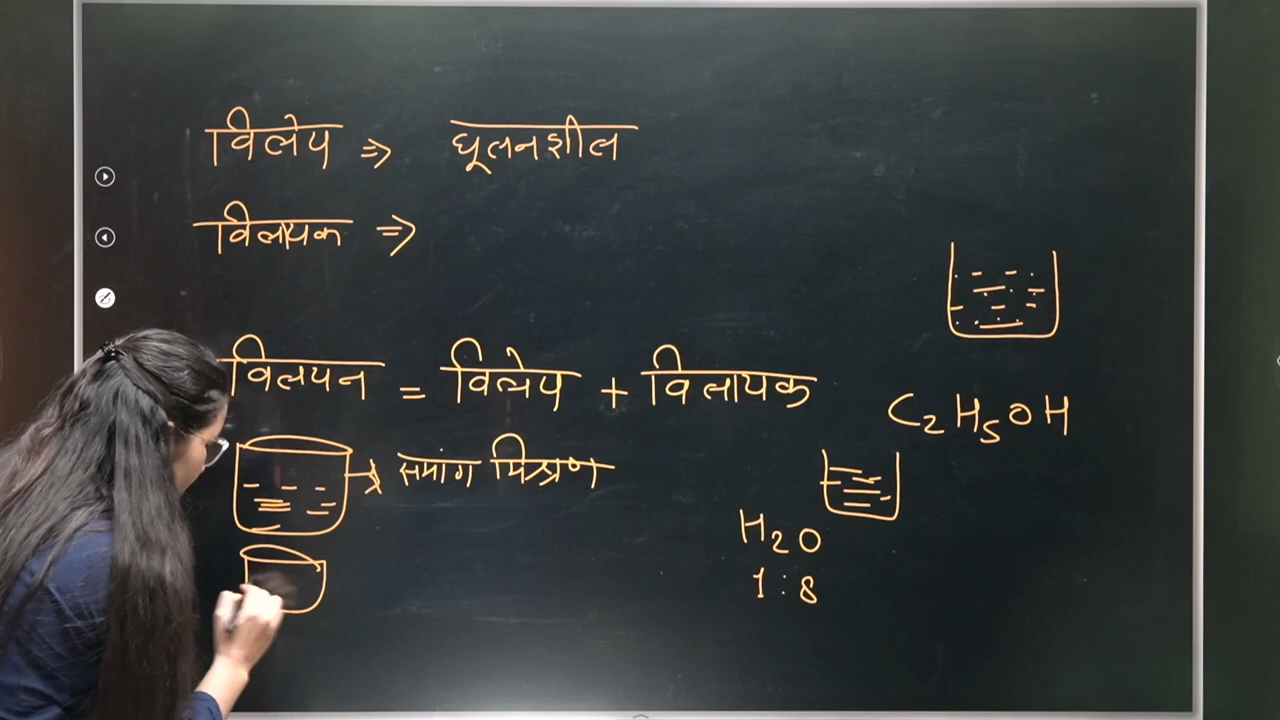 विलेय ⇒ घूलनशील
विलायक ⇒
विलयन = विलेय + विलायक
C₂H₅OH
→ समांग मिश्रण
H₂O
1 : 8